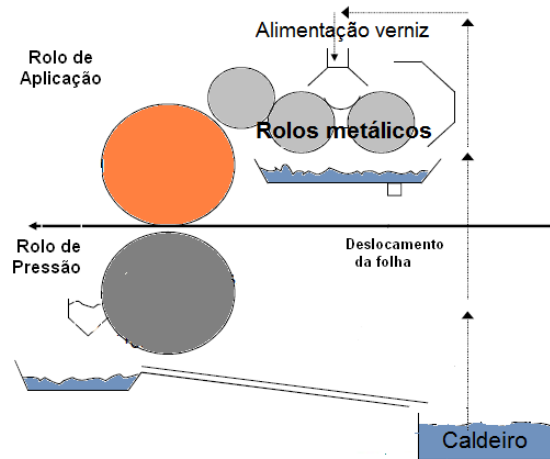 Alimentação verniz
Rolo de
Aplicação
Rolos metálicos
Rolo de
Pressão
Deslocamento
da folha
Caldeiro